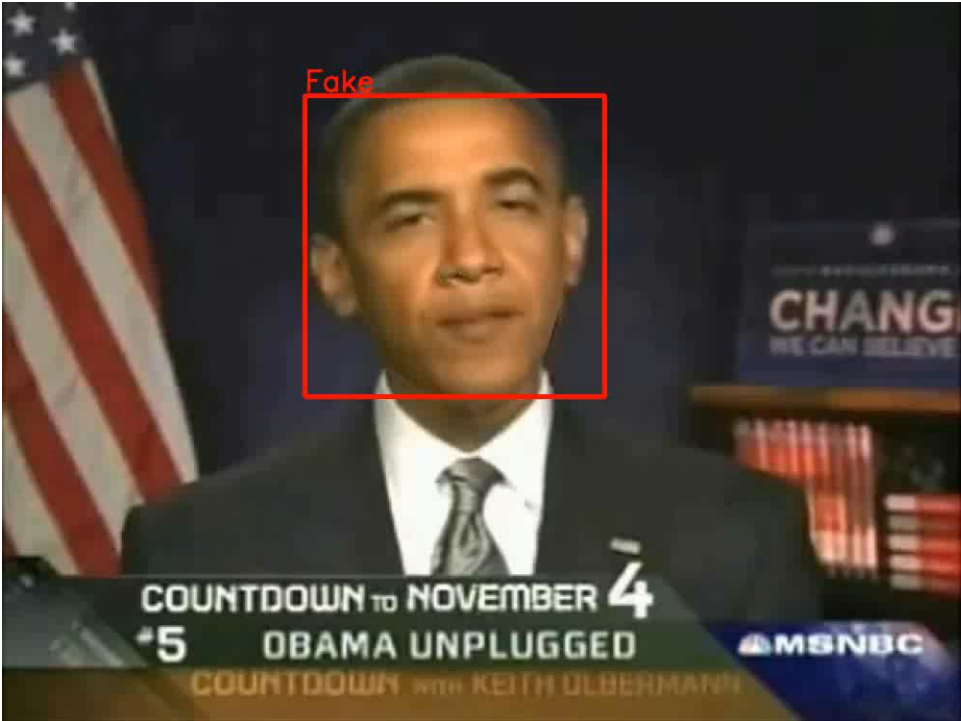 Fake
CHANG
WE CAN BELIEVE
COUNTDOWN TO NOVEMBER 4
#5 OBAMA UNPLUGGED
MSNBC
COUNTDOWN WITH KEITH OLBERMANN